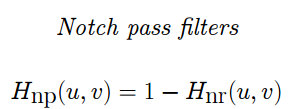 Notch pass filters
H_np(u, v) = 1 − H_nr(u, v)